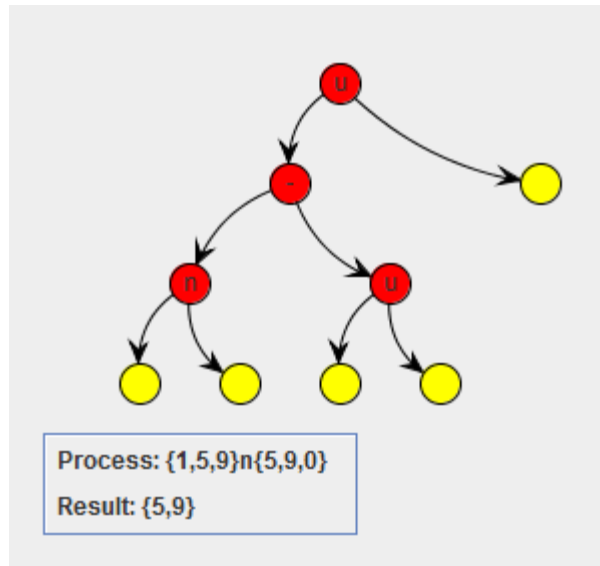 u
-
n u
Process: {1,5,9}n{5,9,0}
Result: {5,9}